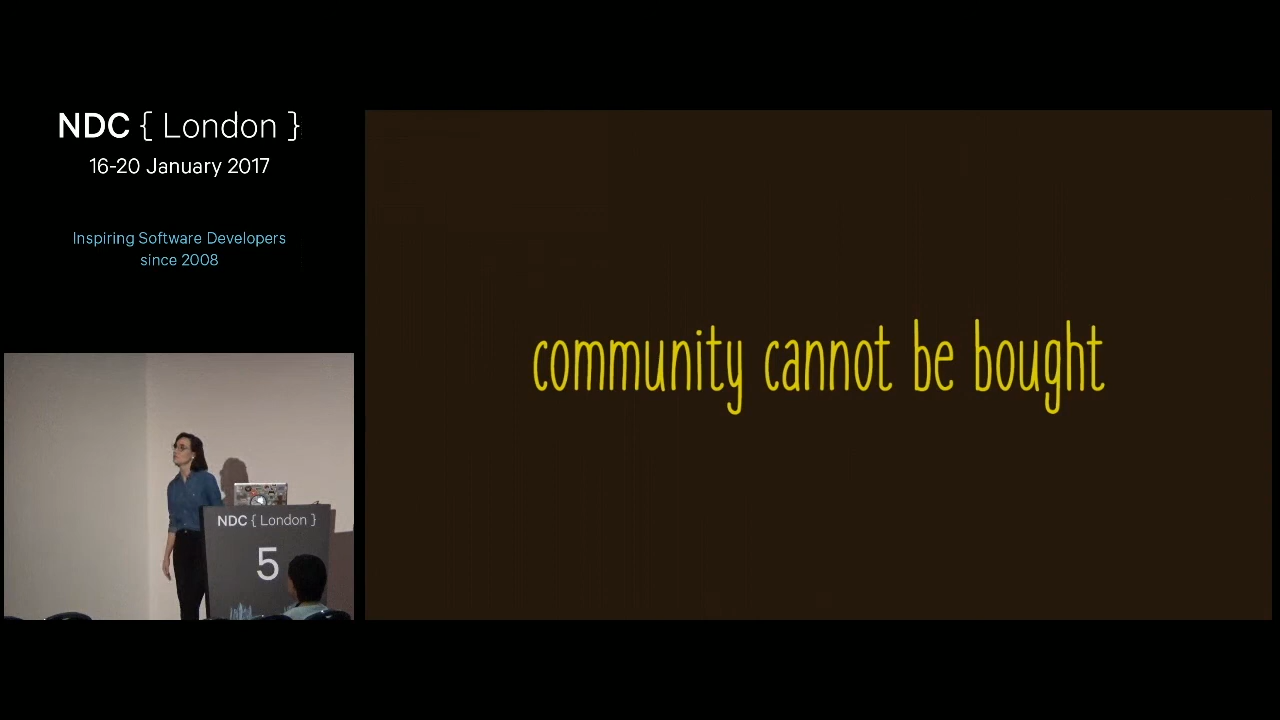 NDC { London }
16-20 January 2017
Inspiring Software Developers
since 2008
community cannot be bought
NDC { London }
5